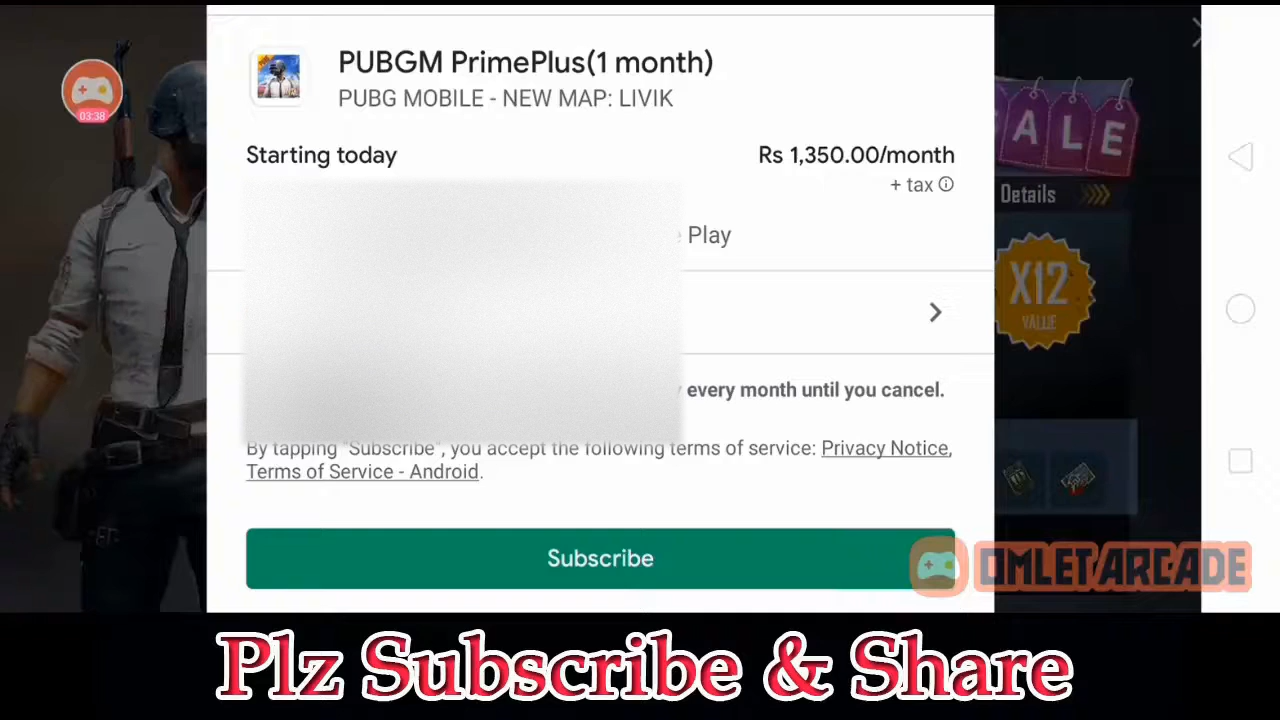 PUBGM PrimePlus(1 month)
PUBG MOBILE - NEW MAP: LIVIK
03:38
Starting today
Rs 1,350.00/month
+ tax
Play
every month until you cancel.
By tapping "Subscribe", you accept the following terms of service: Privacy Notice,
Terms of Service - Android.
Subscribe
ALE
Details
X12
VALUE
OMLET ARCADE
Plz Subscribe & Share